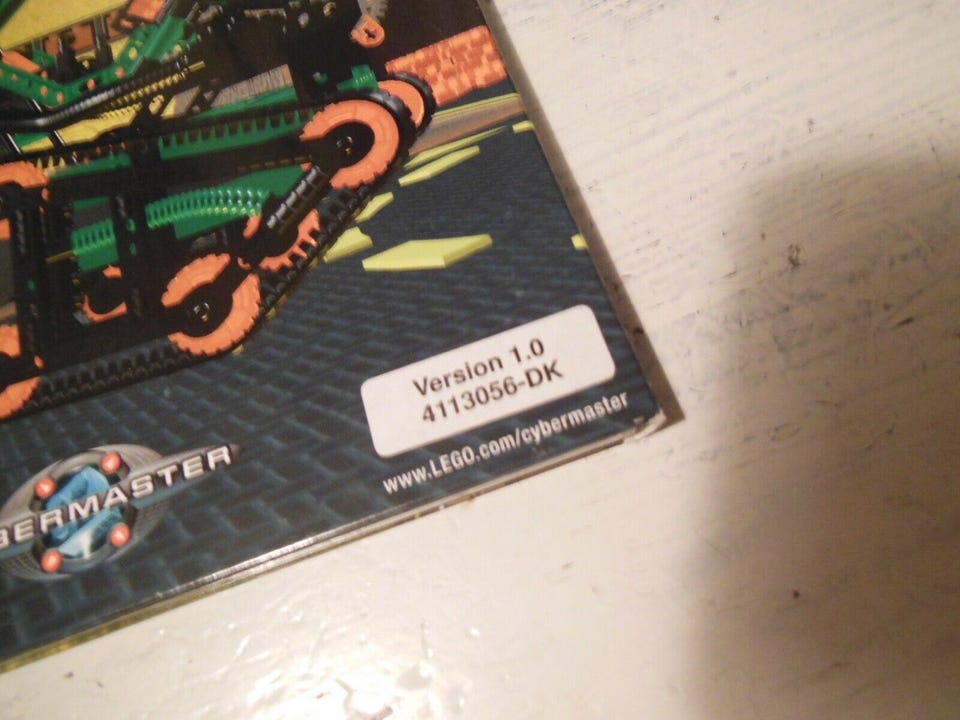 Version 1.0
4113056-DK
www.LEGO.com/cybermaster
BERMASTER